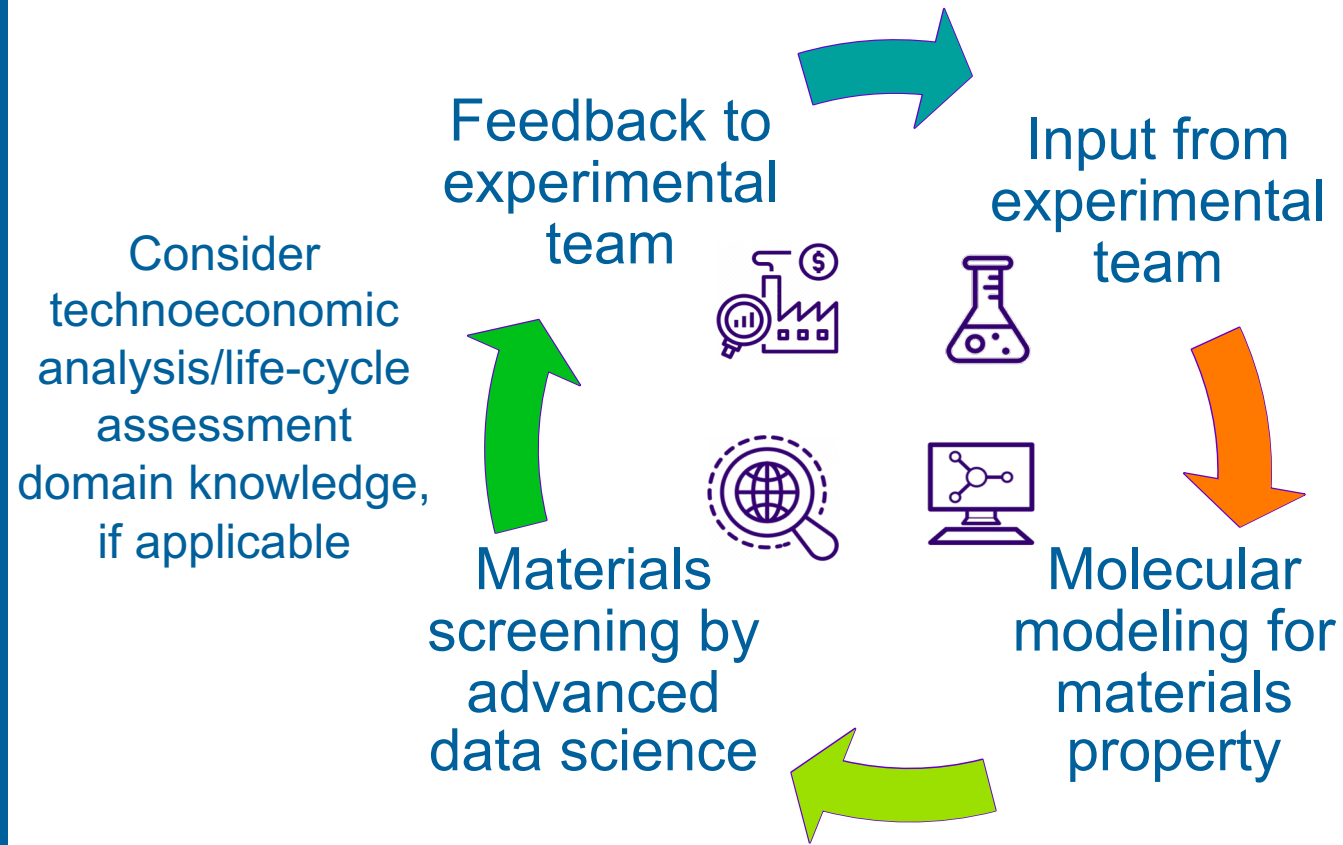 Feedback to
experimental
team
Input from
experimental
team
Consider
technoeconomic
analysis/life-cycle
assessment
domain knowledge,
if applicable
$
Materials
screening by
advanced
data science
Molecular
modeling for
materials
property